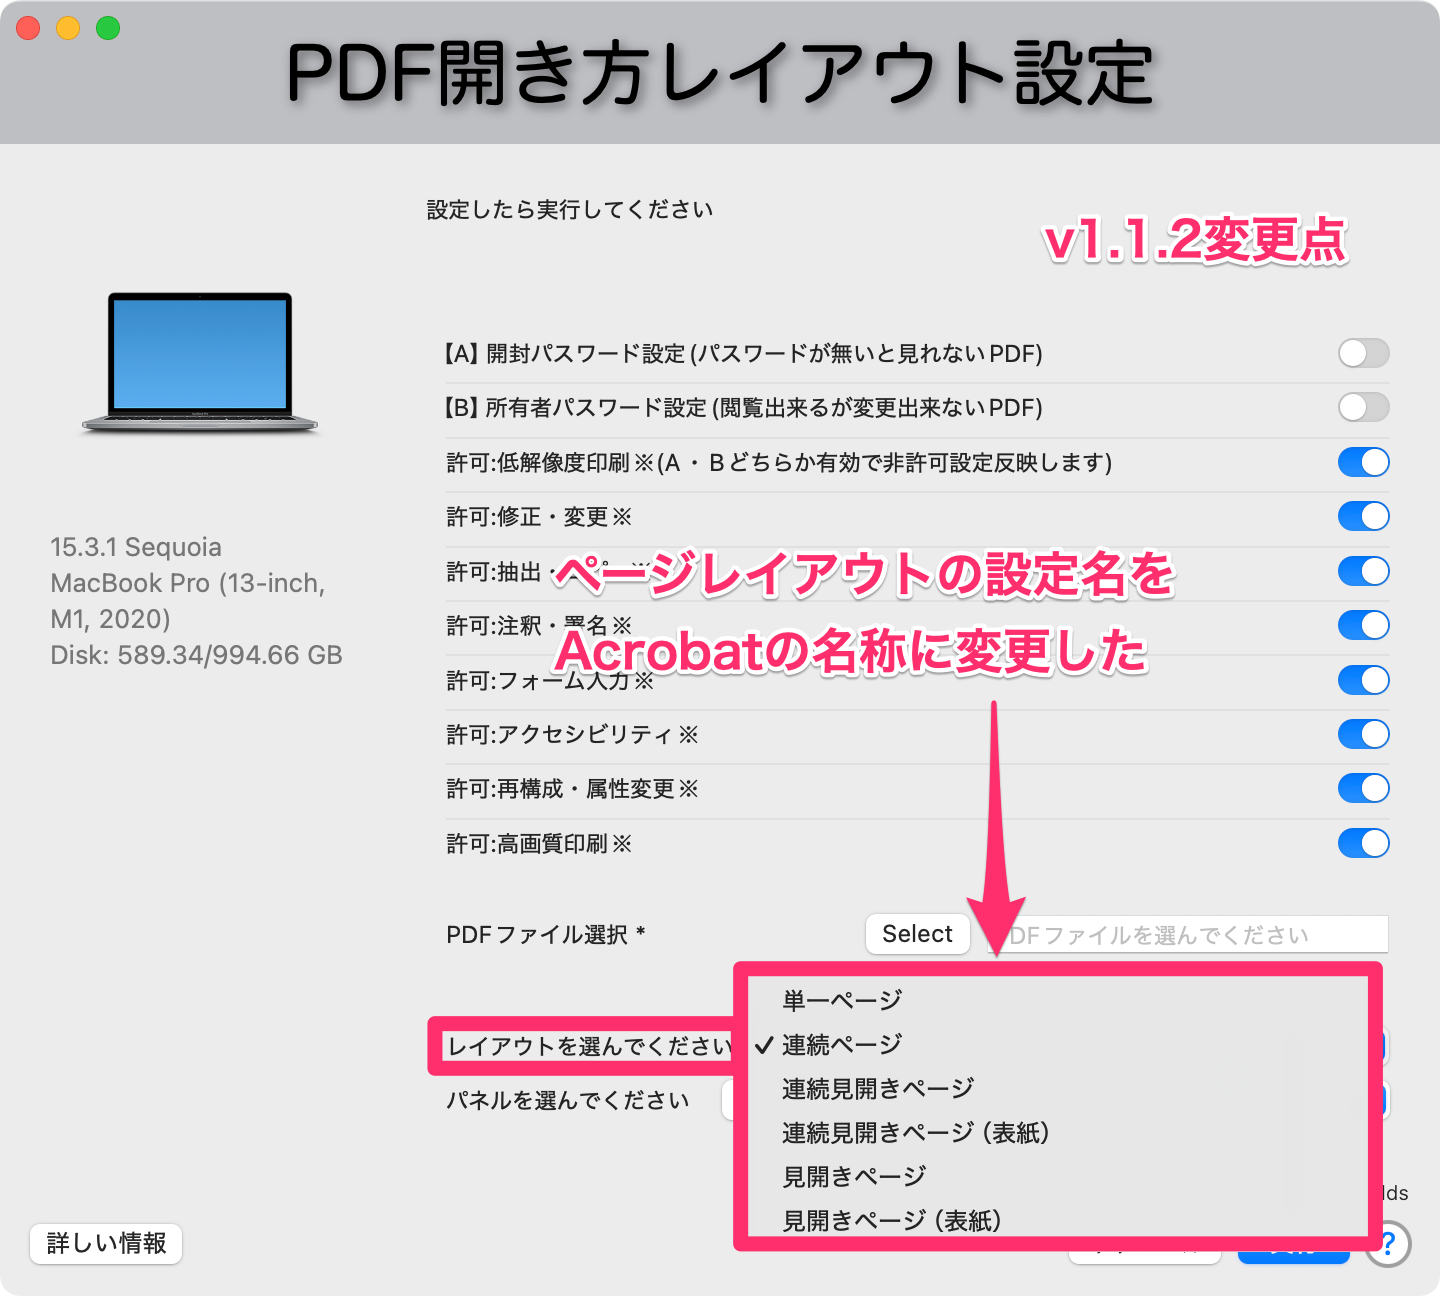 PDF開き方レイアウト設定
設定したら実行してください
v1.1.2変更点
【A】開封パスワード設定(パスワードが無いと見れないPDF)
【B】所有者パスワード設定(閲覧出来るが変更出来ないPDF)
許可:低解像度印刷※(A・Bどちらか有効で非許可設定反映します)
許可:修正・変更※
15.3.1 Sequoia
MacBook Pro (13-inch,
M1, 2020)
Disk: 589.34/994.66 GB
許可:抽出・
ページレイアウトの設定名を
許可:注釈・署名※
Acrobatの名称に変更した
許可:フォーム入力※
許可:アクセシビリティ※
許可:再構成・属性変更※
許可:高画質印刷※
PDFファイル選択 *
Select
DFファイルを選んでください
単一ページ
レイアウトを選んでください
✓ 連続ページ
連続見開きページ
パネルを選んでください
連続見開きページ(表紙)
見開きページ
見開きページ(表紙)
lds
詳しい情報
?